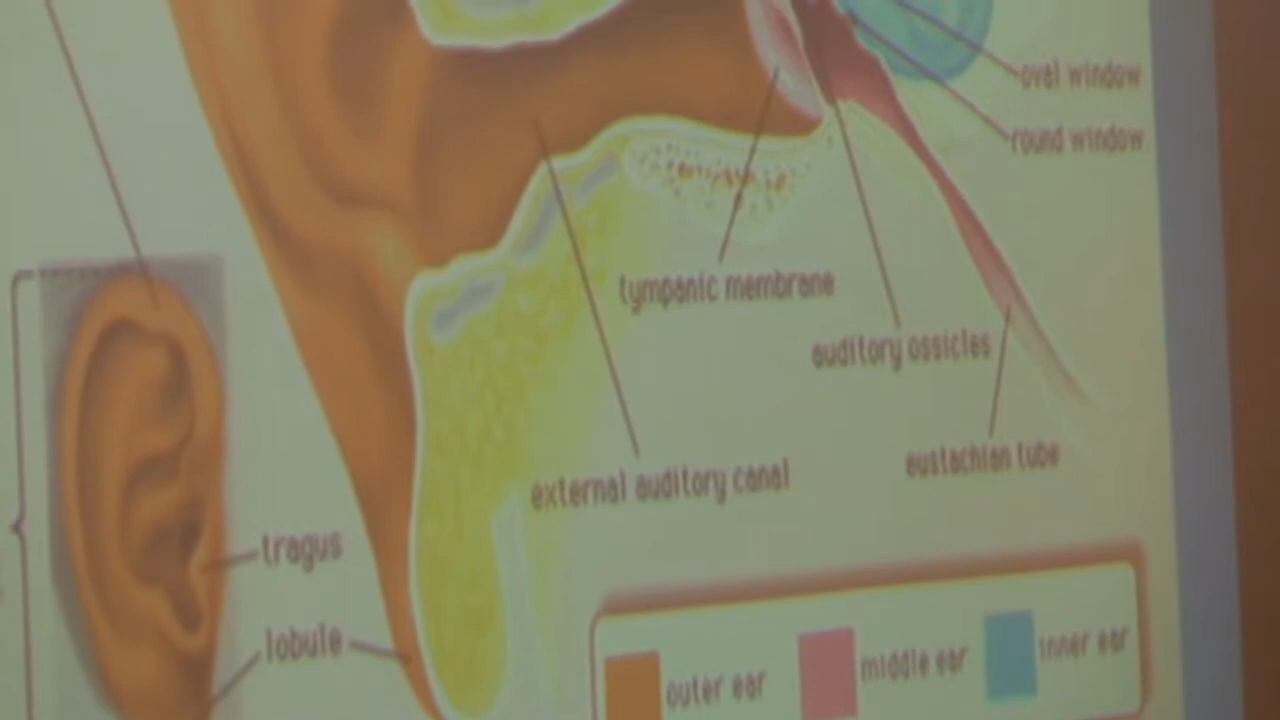 oval window
round window
tympanic membrane
auditory ossicles
eustachian tube
external auditory canal
tragus
lobule
outer ear
middle ear
inner ear